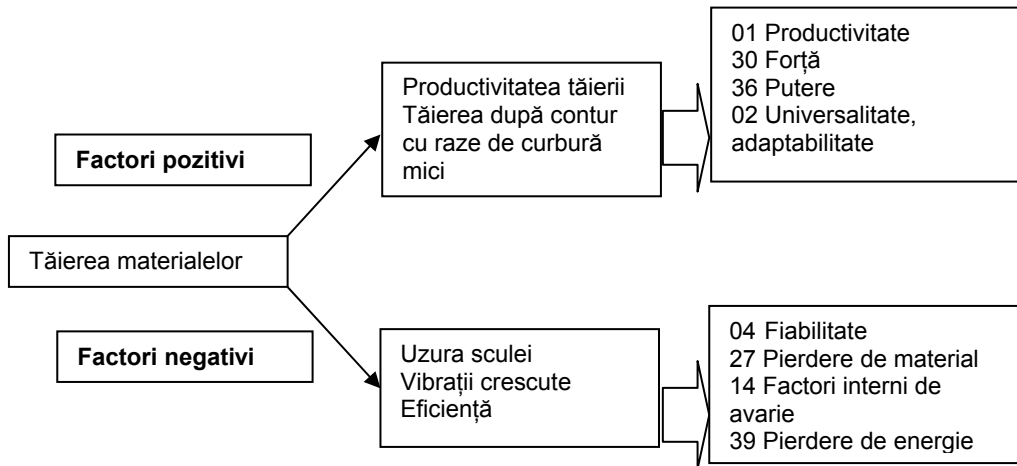 01 Productivitate
30 Forță
36 Putere
02 Universalitate,
adaptabilitate
Productivitatea tăierii
Tăierea după contur
cu raze de curbură
mici
Factori pozitivi
Tăierea materialelor
Factori negativi
Uzura sculei
Vibrații crescute
Eficiență
04 Fiabilitate
27 Pierdere de material
14 Factori interni de
avarie
39 Pierdere de energie